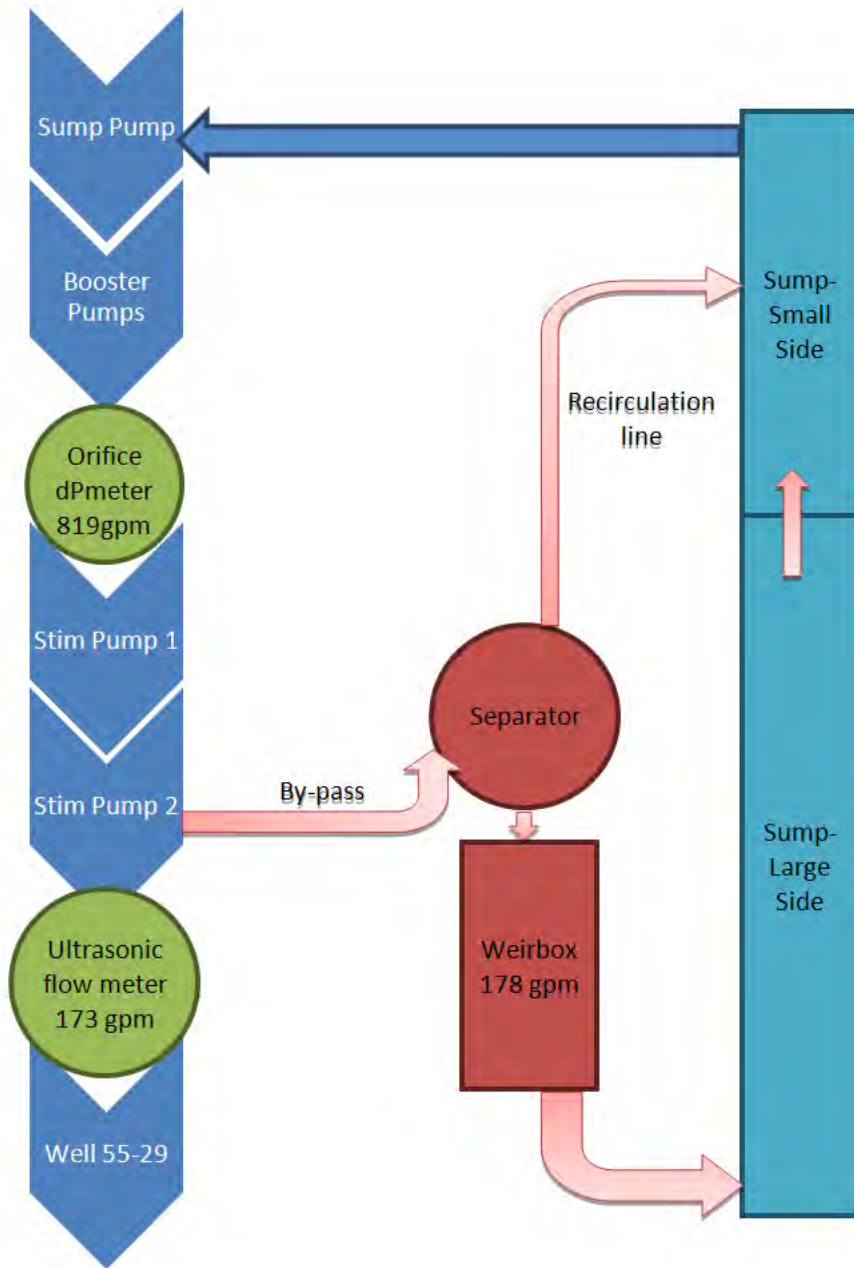 Sump Pump
Booster
Pumps
Orifice
dPmeter
819gpm
Stim Pump 1
Stim Pump 2
Ultrasonic
flow meter
173 gpm
Well 55-29
By-pass
Separator
Recirculation
line
Weirbox
178 gpm
Sump-
Small
Side
Sump-
Large
Side